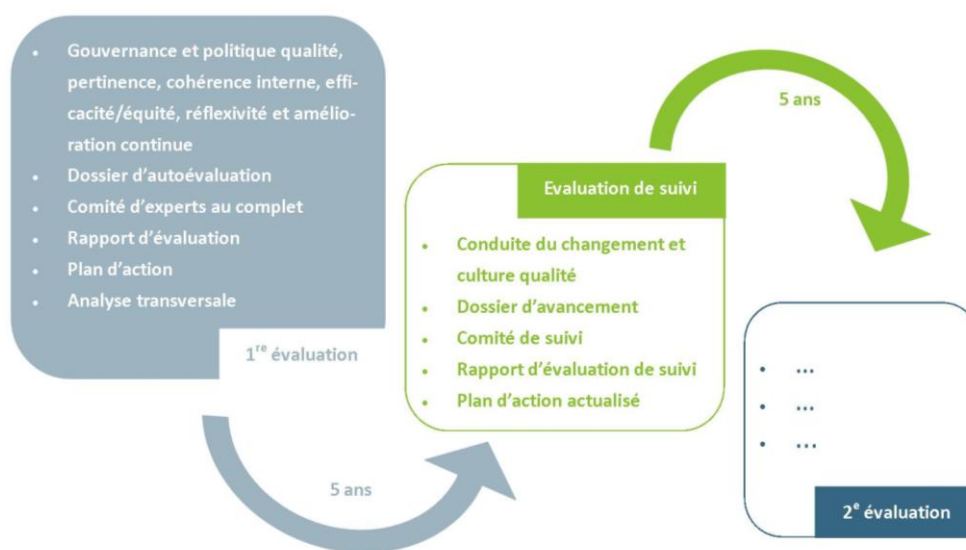 • Gouvernance et politique qualité,
pertinence, cohérence interne, effi-
cacité/équité, réflexivité et amélio-
ration continue
• Dossier d'autoévaluation
• Comité d'experts au complet
• Rapport d'évaluation
• Plan d'action
• Analyse transversale
1re évaluation
5 ans
Evaluation de suivi
• Conduite du changement et
culture qualité
• Dossier d'avancement
• Comité de suivi
• Rapport d'évaluation de suivi
• Plan d'action actualisé
5 ans
• ...
• ...
• ...
2e évaluation